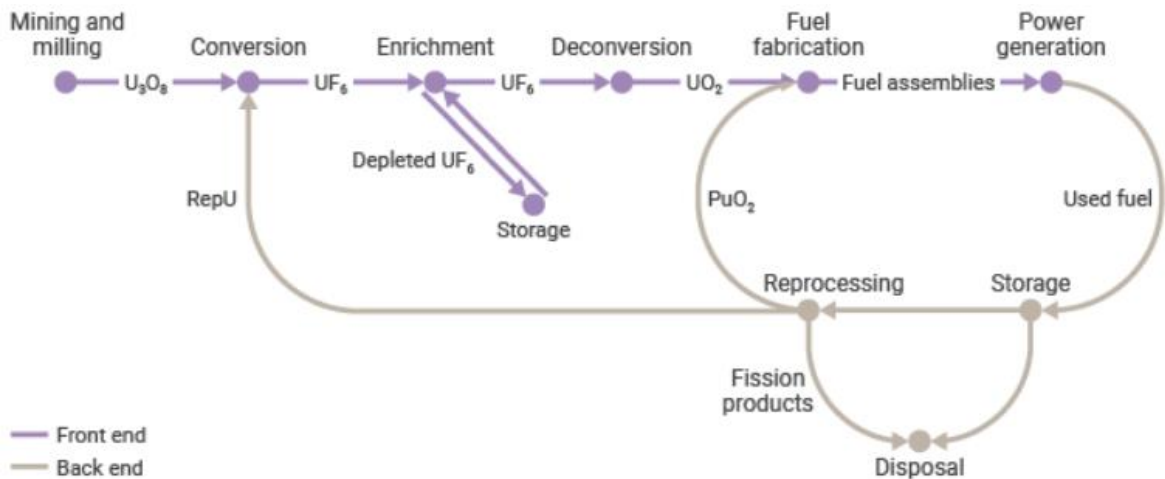 Mining and
milling
Conversion
Enrichment
Deconversion
Fuel
fabrication
Power
generation
U₃O₈
UF₆
UF₆
UO₂
Fuel assemblies
Depleted UF₆
RepU
Storage
PuO₂
Used fuel
Reprocessing
Storage
Fission
products
Disposal
Front end
Back end